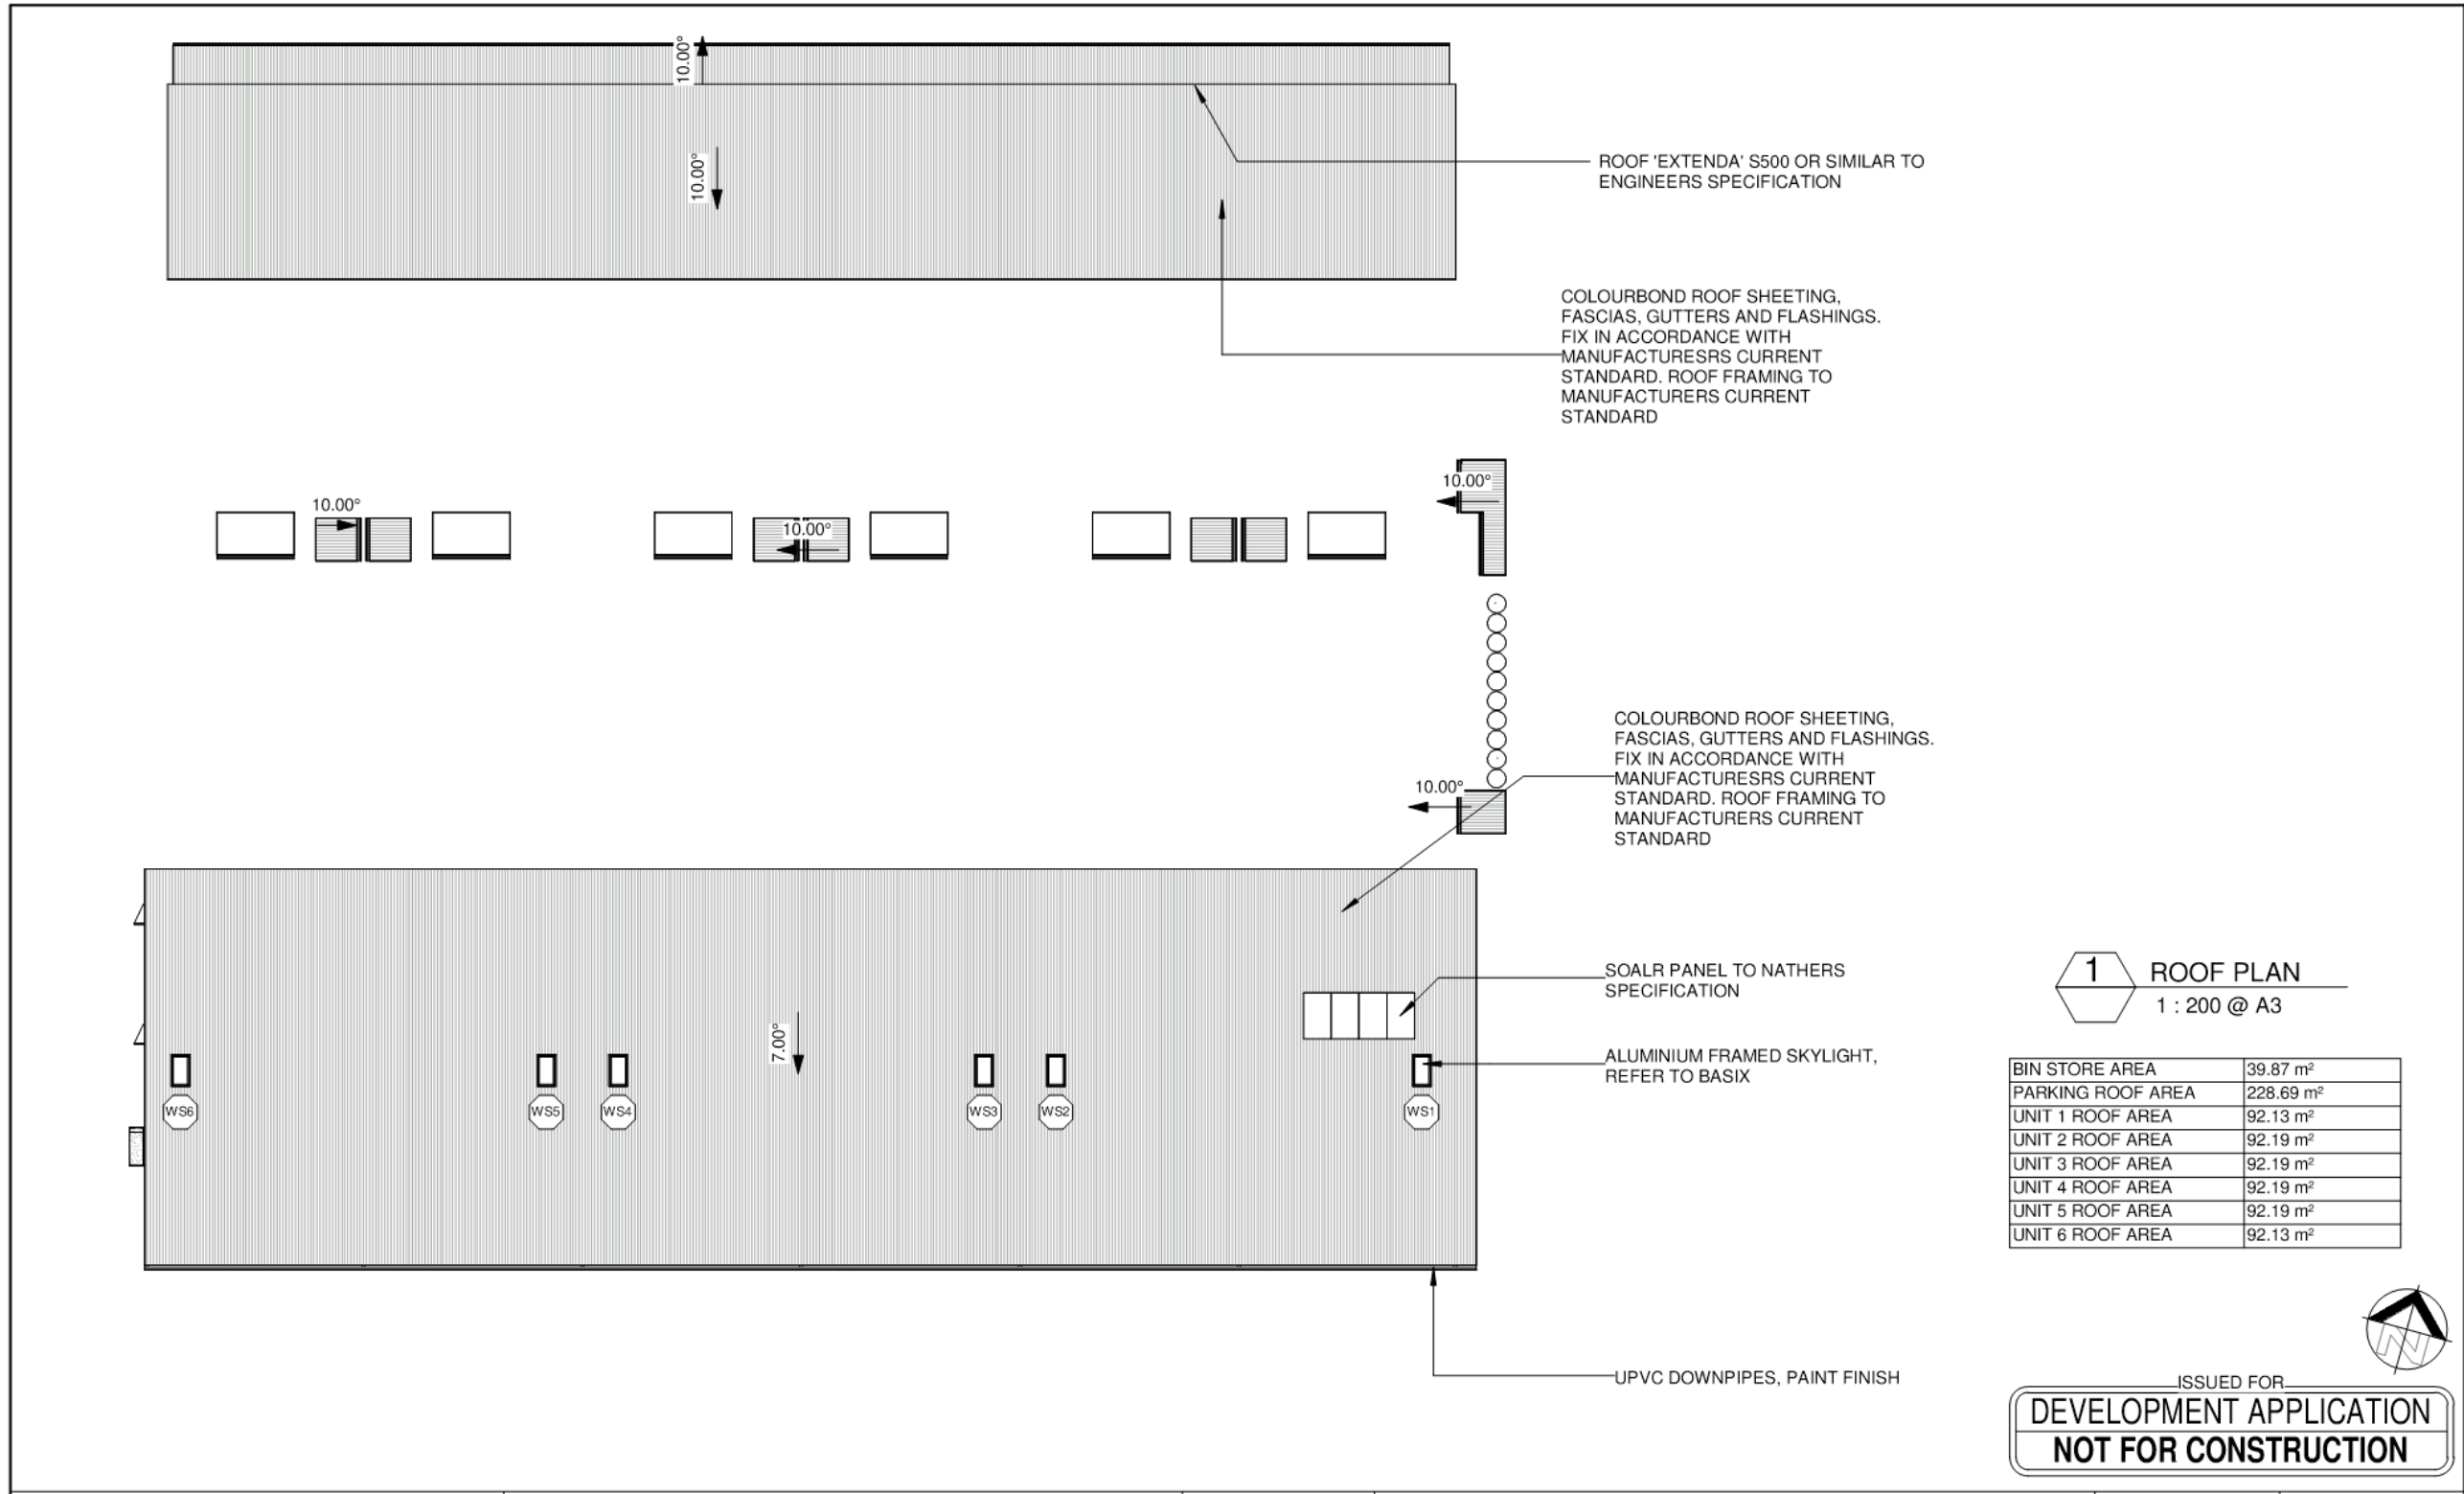 10.00°
10.00°
ROOF 'EXTENDA' S500 OR SIMILAR TO
ENGINEERS SPECIFICATION
COLOURBOND ROOF SHEETING,
FASCIAS, GUTTERS AND FLASHINGS.
FIX IN ACCORDANCE WITH
MANUFACTURESRS CURRENT
STANDARD. ROOF FRAMING TO
MANUFACTURERS CURRENT
STANDARD
10.00°
10.00°
10.00°
COLOURBOND ROOF SHEETING,
FASCIAS, GUTTERS AND FLASHINGS.
FIX IN ACCORDANCE WITH
MANUFACTURESRS CURRENT
STANDARD. ROOF FRAMING TO
MANUFACTURERS CURRENT
STANDARD
10.00°
SOALR PANEL TO NATHERS
SPECIFICATION
7.00°
ALUMINIUM FRAMED SKYLIGHT,
REFER TO BASIX
WS6
WS5
WS4
WS3
WS2
WS1
UPVC DOWNPIPES, PAINT FINISH
1
ROOF PLAN
1 : 200 @ A3
BIN STORE AREA 39.87 m²
PARKING ROOF AREA 228.69 m²
UNIT 1 ROOF AREA 92.13 m²
UNIT 2 ROOF AREA 92.19 m²
UNIT 3 ROOF AREA 92.19 m²
UNIT 4 ROOF AREA 92.19 m²
UNIT 5 ROOF AREA 92.19 m²
UNIT 6 ROOF AREA 92.13 m²
N
ISSUED FOR
DEVELOPMENT APPLICATION
NOT FOR CONSTRUCTION